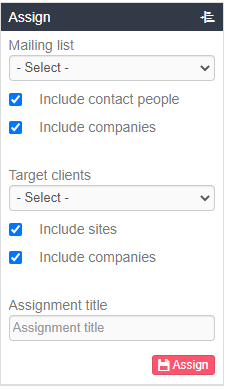 Assign
Mailing list
- Select -
Include contact people
Include companies
Target clients
- Select -
Include sites
Include companies
Assignment title
Assignment title
Assign